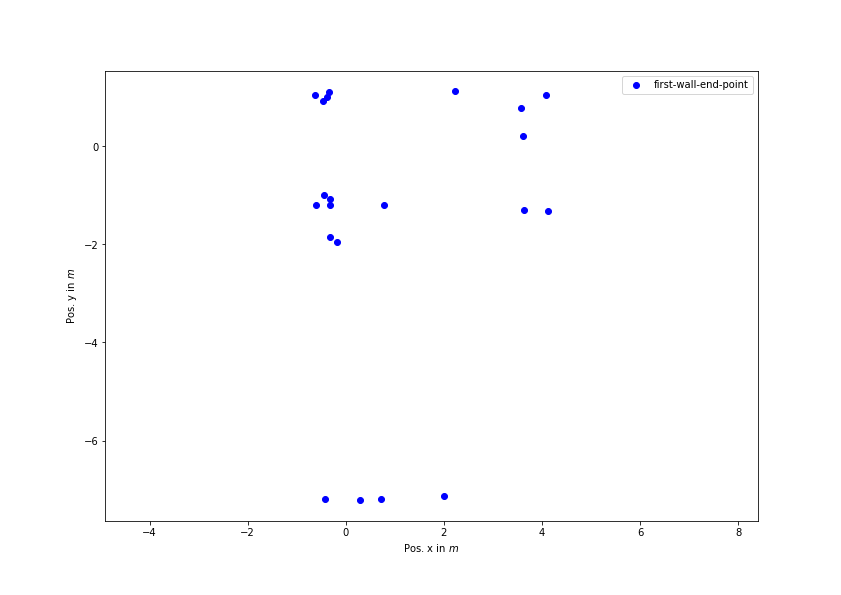 first-wall-end-point
0
−2
−4
−6
Pos. y in m
−4 −2 0 2 4 6 8
Pos. x in m